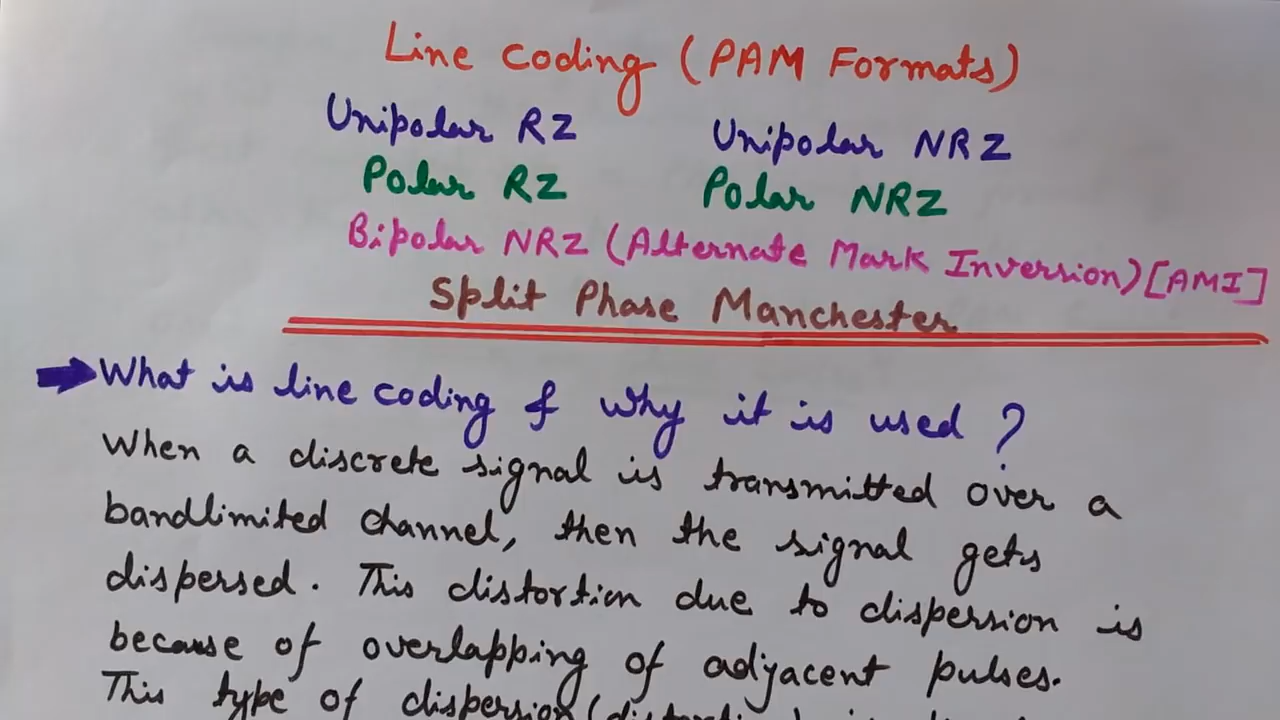 Line Coding (PAM Formats)
Unipolar RZ Unipolar NRZ
Polar RZ Polar NRZ
Bipolar NRZ (Alternate Mark Inversion) [AMI]
Split Phase Manchester
What is line coding & why it is used ?
When a discrete signal is transmitted over a
bandlimited channel, then the signal gets
dispersed. This distortion due to dispersion is
because of overlapping of adjacent pulses.
This type of dispersion (distortion) is